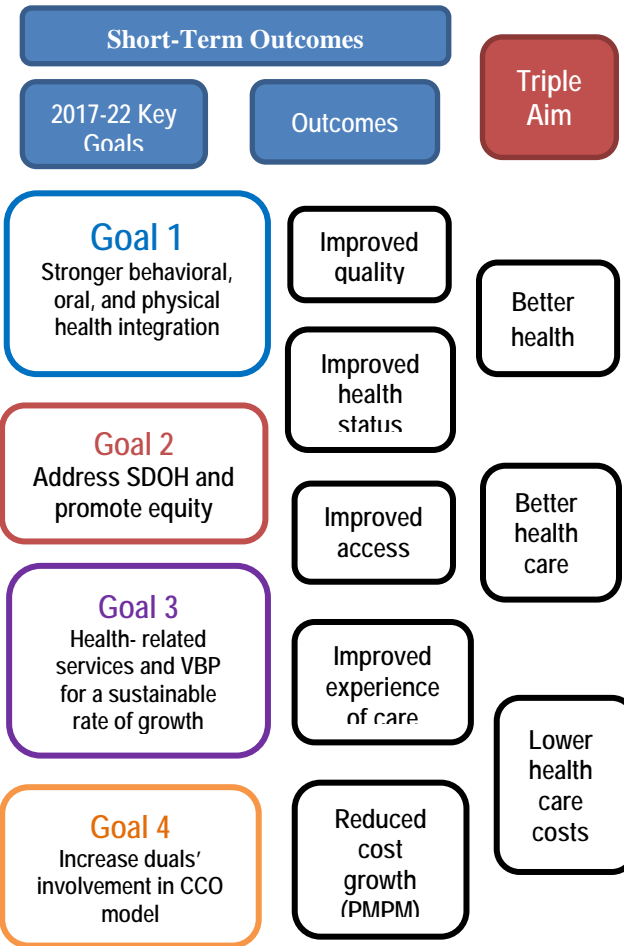 Short-Term Outcomes
2017-22 Key
Goals
Outcomes
Triple
Aim
Goal 1
Stronger behavioral,
oral, and physical
health integration
Goal 2
Address SDOH and
promote equity
Goal 3
Health- related
services and VBP
for a sustainable
rate of growth
Goal 4
Increase duals’
involvement in CCO
model
Improved
quality
Improved
health
status
Improved
access
Improved
experience
of care
Reduced
cost
growth
(PMPM)
Better
health
Better
health
care
Lower
health
care
costs